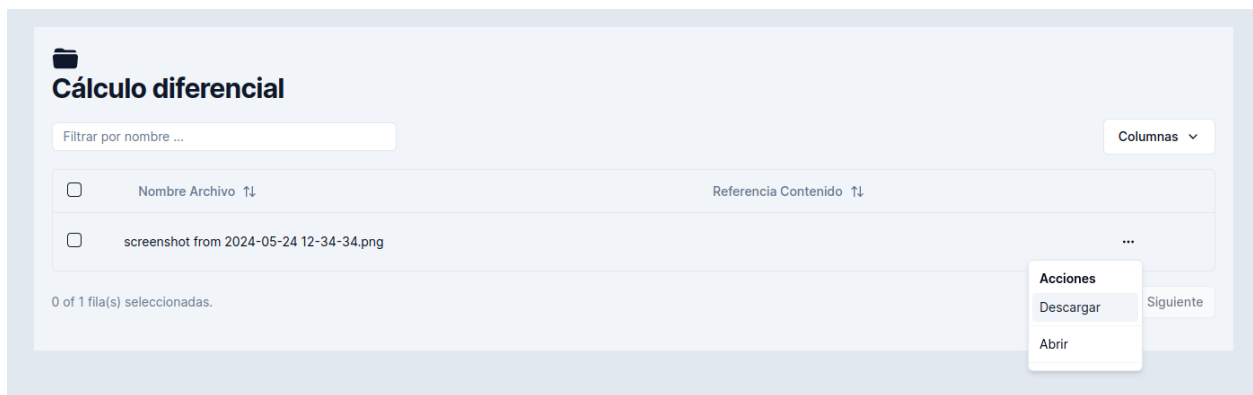 Cálculo diferencial
Filtrar por nombre ...
Columnas
Nombre Archivo
Referencia Contenido
screenshot from 2024-05-24 12-34-34.png
...
Acciones
0 of 1 fila(s) seleccionadas.
Descargar
Siguiente
Abrir